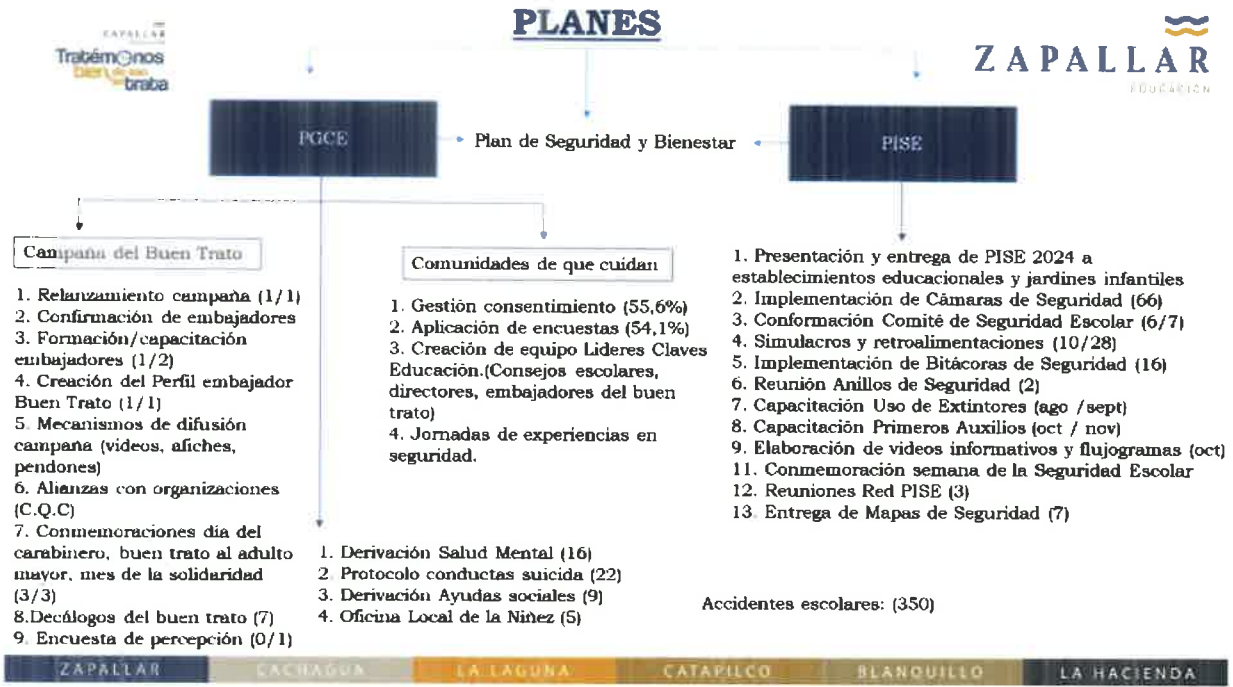 PLANES
ZAPALLAR
Tratémonos
bien
trata
ZAPALLAR
EDUCACIÓN
PGCE
Plan de Seguridad y Bienestar
PISE
Campaña del Buen Trato
1. Relanzamiento campaña (1/1)
2. Confirmación de embajadores
3. Formación/capacitación
embajadores (1/2)
4. Creación del Perfil embajador
Buen Trato (1/1)
5. Mecanismos de difusión
campaña (videos, afiches,
pendones)
6. Alianzas con organizaciones
(C.Q.C)
7. Conmemoraciones día del
carabinero, buen trato al adulto
mayor, mes de la solidaridad
(3/3)
8.Decálogos del buen trato (7)
9. Encuesta de percepción (0/1)
Comunidades de que cuidan
1. Gestión consentimiento (55,6%)
2. Aplicación de encuestas (54,1%)
3. Creación de equipo Lideres Claves
Educación.(Consejos escolares,
directores, embajadores del buen
trato)
4. Jornadas de experiencias en
seguridad.
1. Derivación Salud Mental (16)
2. Protocolo conductas suicida (22)
3. Derivación Ayudas sociales (9)
4. Oficina Local de la Niñez (5)
1. Presentación y entrega de PISE 2024 a
establecimientos educacionales y jardines infantiles
2. Implementación de Cámaras de Seguridad (66)
3. Conformación Comité de Seguridad Escolar (6/7)
4. Simulacros y retroalimentaciones (10/28)
5. Implementación de Bitácoras de Seguridad (16)
6. Reunión Anillos de Seguridad (2)
7. Capacitación Uso de Extintores (ago /sept)
8. Capacitación Primeros Auxilios (oct / nov)
9. Elaboración de videos informativos y flujogramas (oct)
11. Conmemoración semana de la Seguridad Escolar
12. Reuniones Red PISE (3)
13. Entrega de Mapas de Seguridad (7)
Accidentes escolares: (350)
ZAPALLAR CACHAGUA LA LAGUNA CATAPILCO BLANQUILLO LA HACIENDA